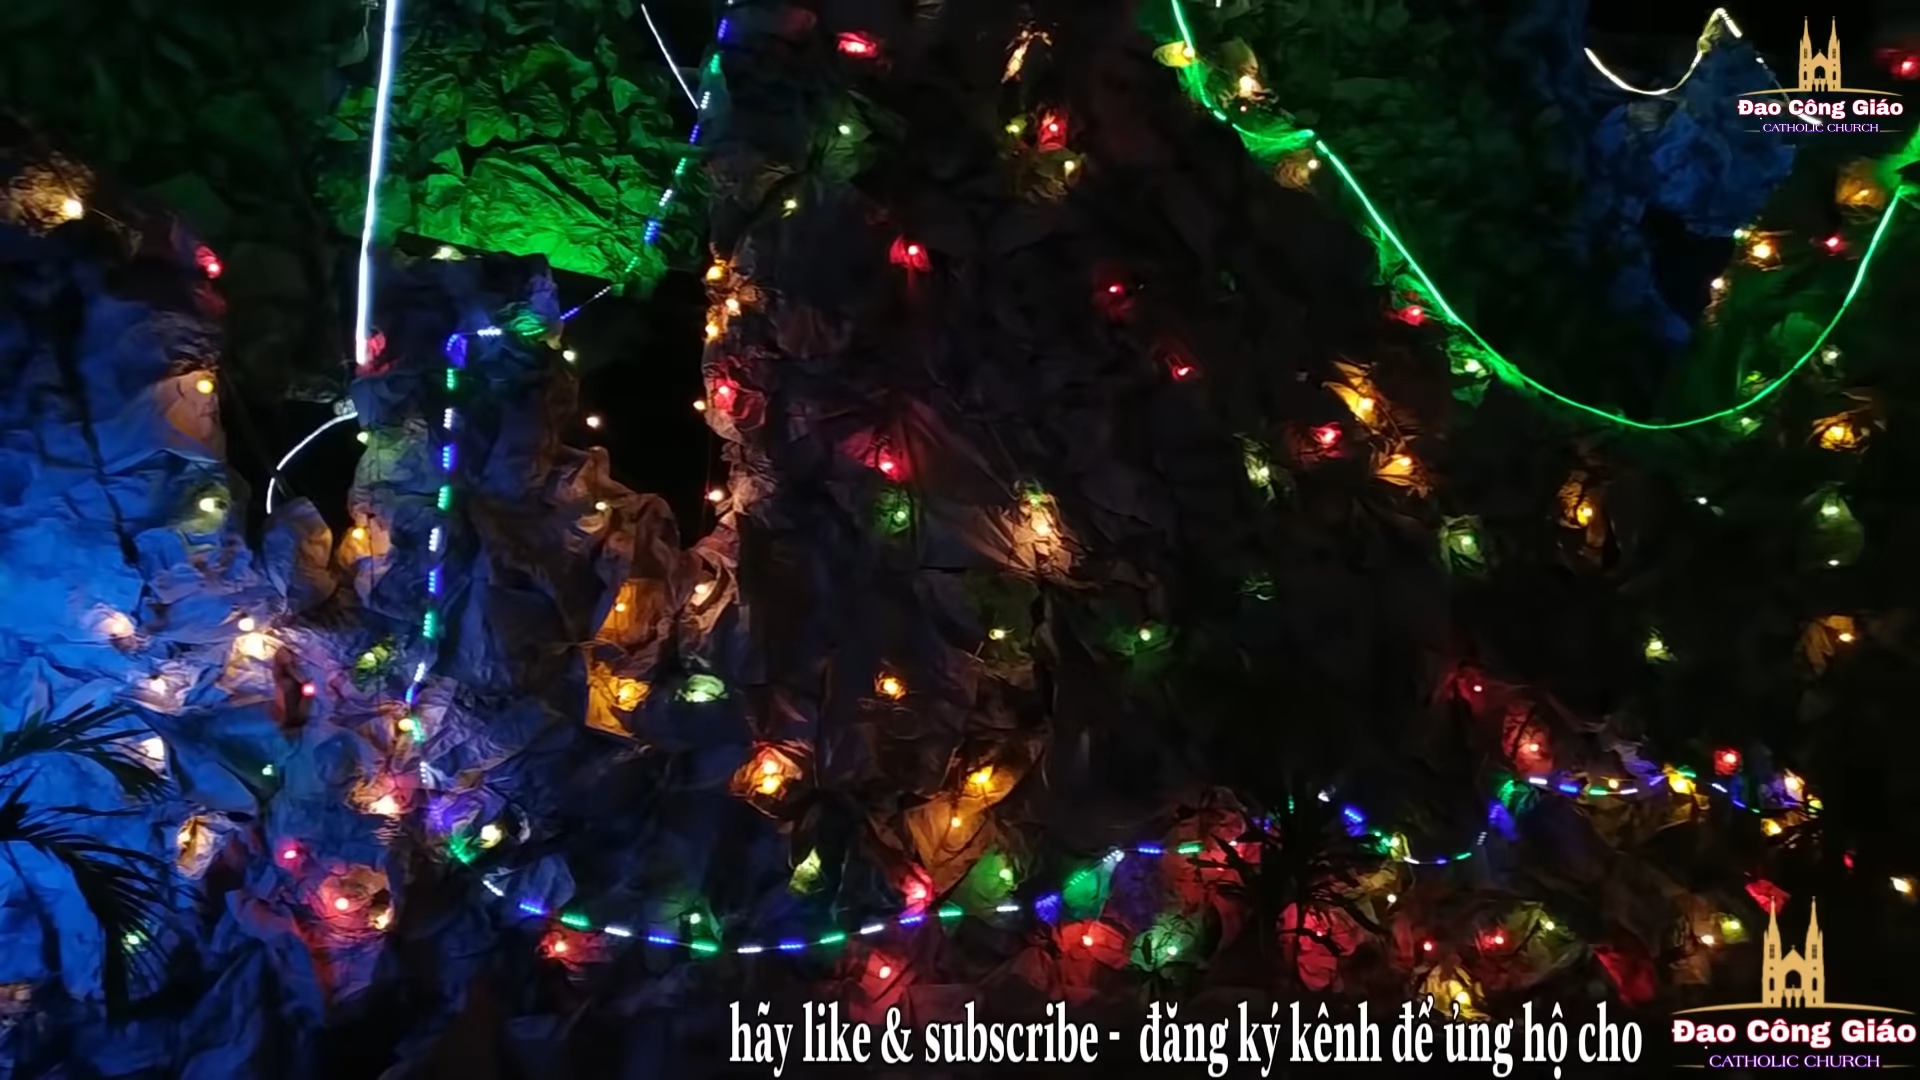 Đạo Công Giáo
CATHOLIC CHURCH
hãy like & subscribe - đăng ký kênh để ủng hộ cho
Đạo Công Giáo
CATHOLIC CHURCH